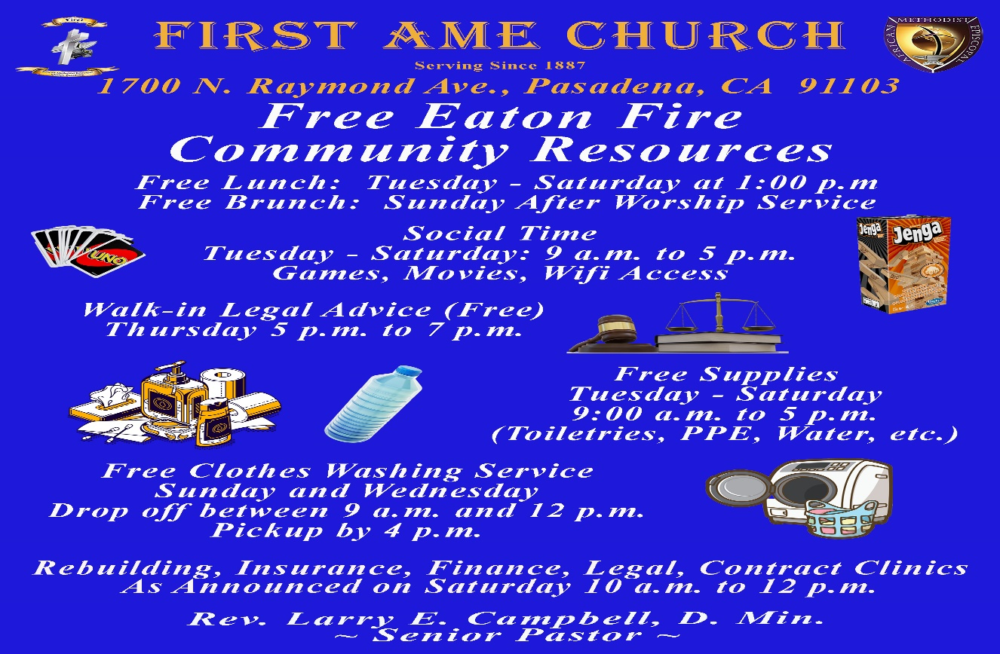 First
FIRST AME CHURCH
Serving Since 1887
1700 N. Raymond Ave., Pasadena, CA 91103
AFRICAN METHODIST EPISCOPAL
Free Eaton Fire
Community Resources
Free Lunch: Tuesday - Saturday at 1:00 p.m
Free Brunch: Sunday After Worship Service
Social Time
Tuesday - Saturday: 9 a.m. to 5 p.m.
Games, Movies, Wifi Access
UNO
Jenga
Jenga
Walk-in Legal Advice (Free)
Thursday 5 p.m. to 7 p.m.
Free Supplies
Tuesday - Saturday
9:00 a.m. to 5 p.m.
(Toiletries, PPE, Water, etc.)
Free Clothes Washing Service
Sunday and Wednesday
Drop off between 9 a.m. and 12 p.m.
Pickup by 4 p.m.
Rebuilding, Insurance, Finance, Legal, Contract Clinics
As Announced on Saturday 10 a.m. to 12 p.m.
Rev. Larry E. Campbell, D. Min.
~ Senior Pastor ~